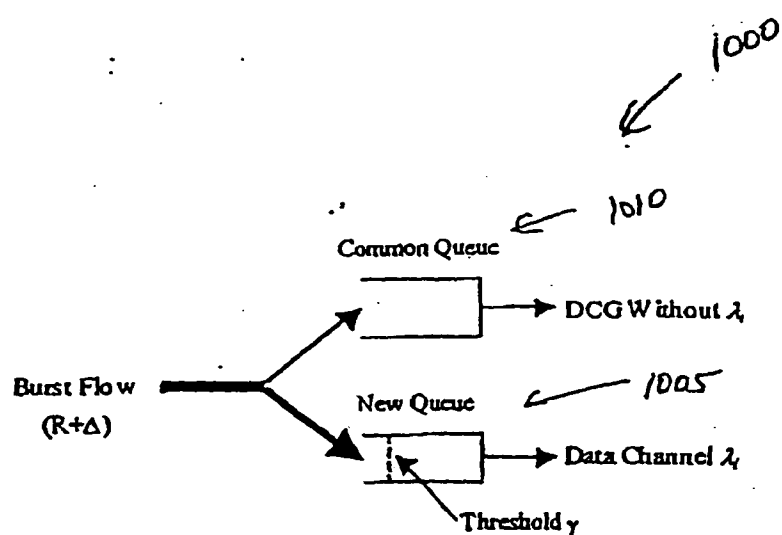 1000
1010
Common Queue
DCG Without λᵢ
Burst Flow
(R+Δ)
1005
New Queue
Data Channel λᵢ
Threshold γ